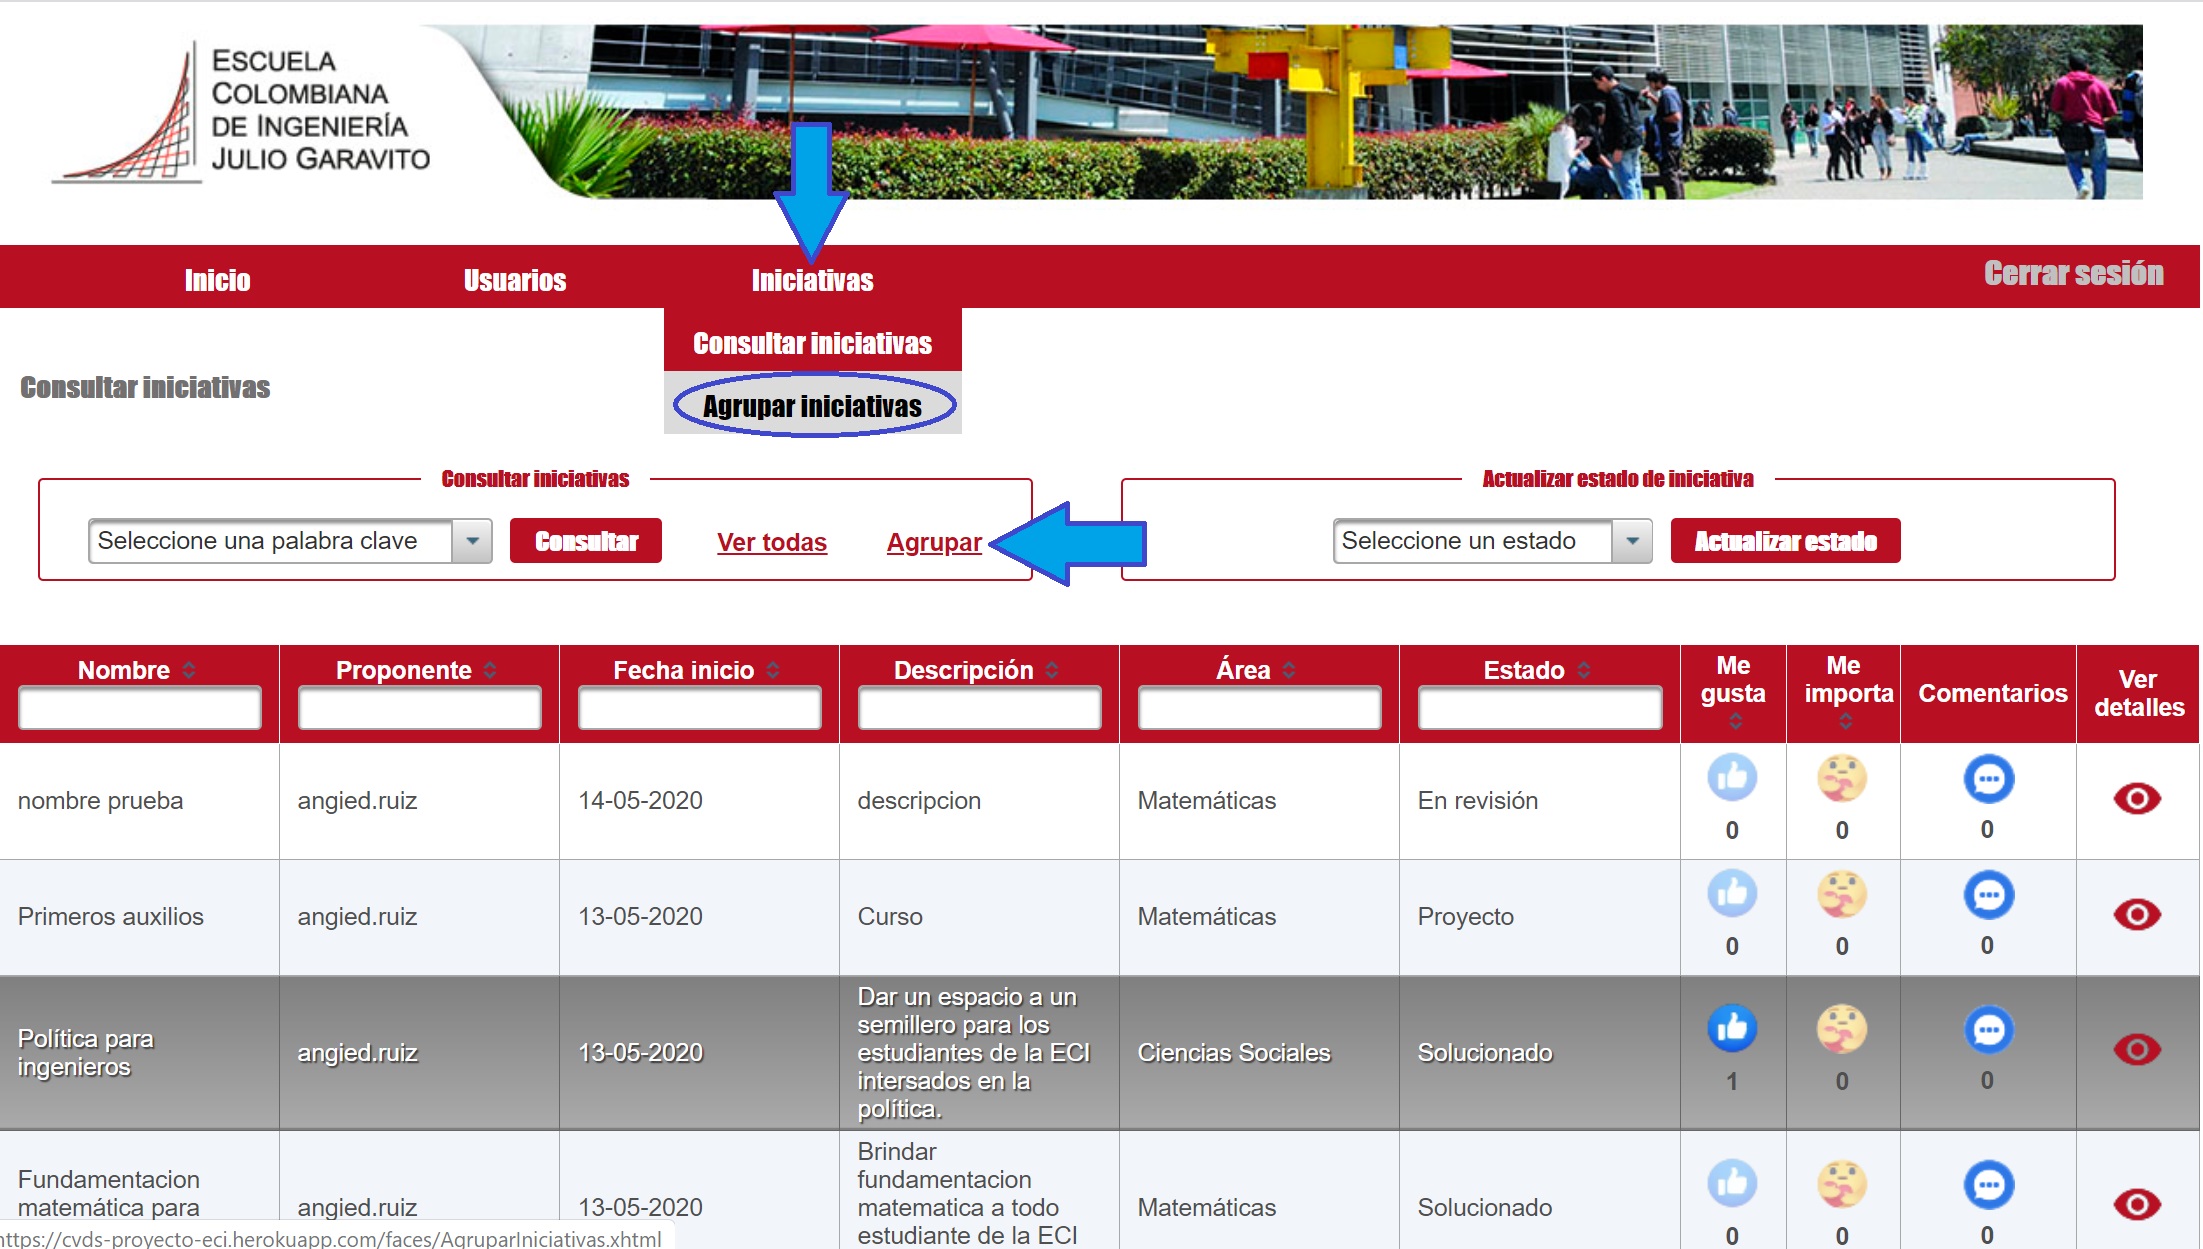 ESCUELA
COLOMBIANA
DE INGENIERÍA
JULIO GARAVITO
Inicio
Usuarios
Iniciativas
Cerrar sesión
Consultar iniciativas
Agrupar iniciativas
Consultar iniciativas
Consultar iniciativas
Seleccione una palabra clave
Consultar
Ver todas
Agrupar
Actualizar estado de iniciativa
Seleccione un estado
Actualizar estado
Nombre
Proponente
Fecha inicio
Descripción
Área
Estado
Me
gusta
Me
importa
Comentarios
Ver
detalles
nombre prueba
angied.ruiz
14-05-2020
descripcion
Matemáticas
En revisión
0
0
0
Primeros auxilios
angied.ruiz
13-05-2020
Curso
Matemáticas
Proyecto
0
0
0
Política para
ingenieros
angied.ruiz
13-05-2020
Dar un espacio a un
semillero para los
estudiantes de la ECI
intersados en la
política.
Ciencias Sociales
Solucionado
1
0
0
Fundamentacion
matemática para
angied.ruiz
13-05-2020
Brindar
fundamentacion
matematica a todo
estudiante de la ECI
Matemáticas
Solucionado
0
0
0
https://cvds-proyecto-eci.herokuapp.com/faces/AgruparIniciativas.xhtml